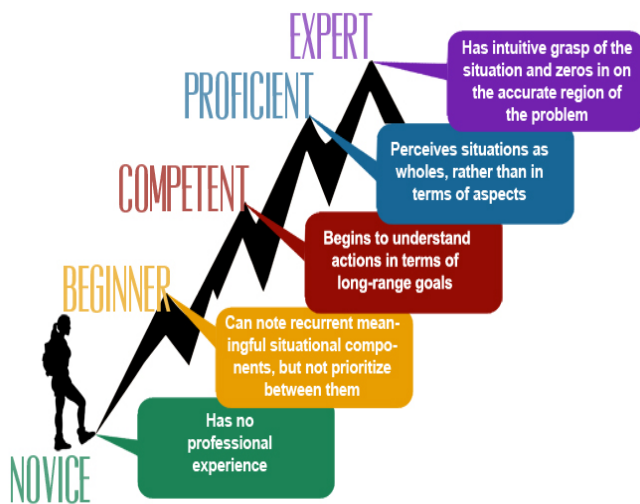 EXPERT
Has intuitive grasp of the
situation and zeros in on
the accurate region of
the problem
PROFICIENT
Perceives situations as
wholes, rather than in
terms of aspects
COMPETENT
Begins to understand
actions in terms of
long-range goals
BEGINNER
Can note recurrent mean-
ingful situational compo-
nents, but not prioritize
between them
Has no
professional
experience
NOVICE